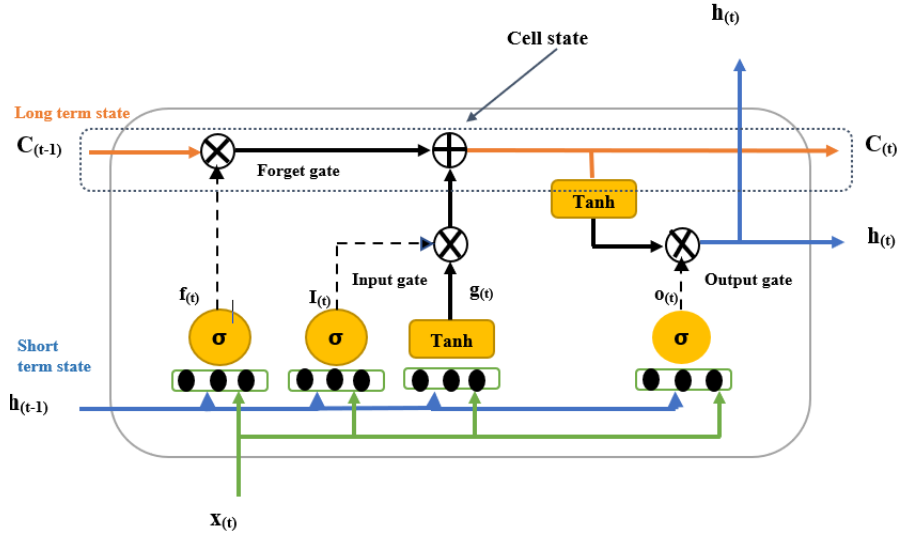 h(t)
Cell state
Long term state
C(t-1)
C(t)
Forget gate
Tanh
h(t)
Input gate
Output gate
f(t)
I(t)
g(t)
o(t)
σ
σ
Tanh
σ
Short
term state
h(t-1)
x(t)